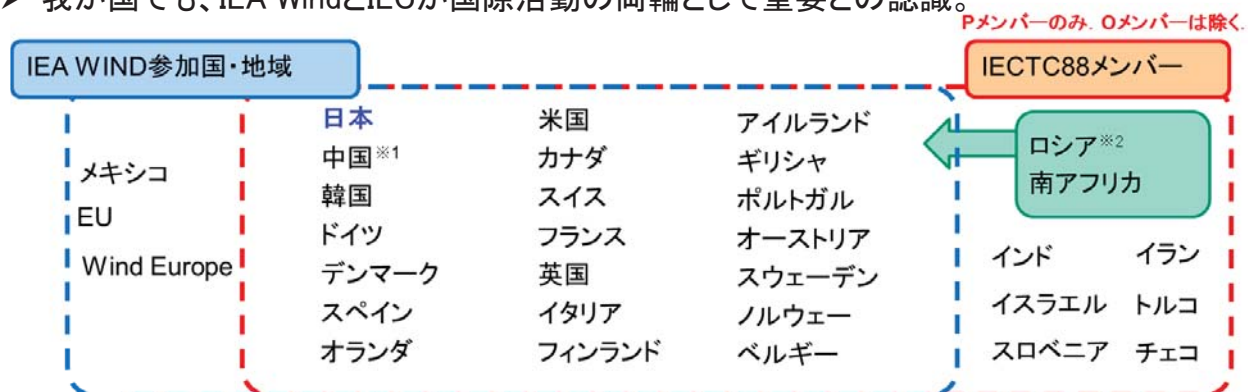 ➤ 我が国でも、IEA WindとIECが国際活動の両輪として重要との認識。
Pメンバーのみ. Oメンバーは除く.
IEA WIND参加国・地域
IECTC88メンバー
メキシコ
EU
Wind Europe
日本
中国※1
韓国
ドイツ
デンマーク
スペイン
オランダ
米国
カナダ
スイス
フランス
英国
イタリア
フィンランド
アイルランド
ギリシャ
ポルトガル
オーストリア
スウェーデン
ノルウェー
ベルギー
ロシア※2
南アフリカ
インド イラン
イスラエル トルコ
スロベニア チェコ